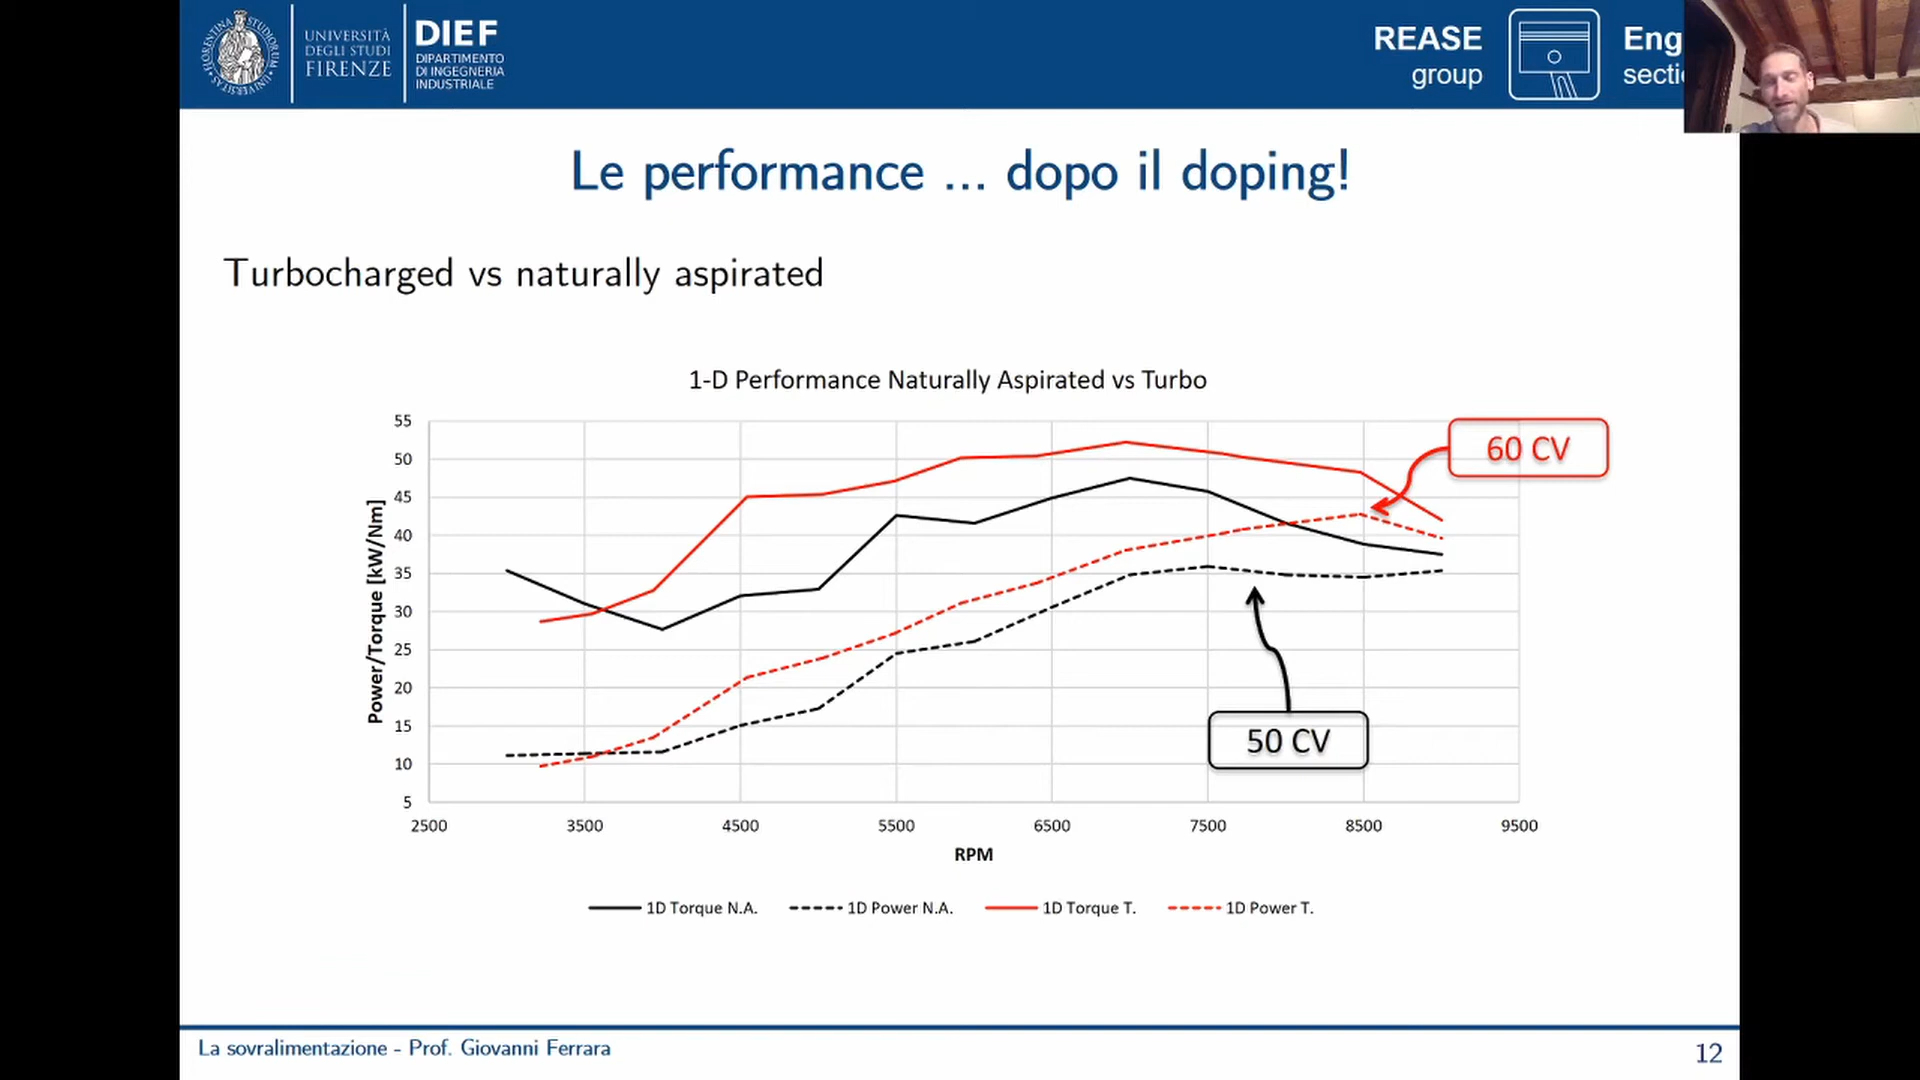 UNIVERSITÀ
DEGLI STUDI
FIRENZE
DIEF
DIPARTIMENTO
DI INGEGNERIA
INDUSTRIALE
REASE
group
Le performance ... dopo il doping!
Turbocharged vs naturally aspirated
1-D Performance Naturally Aspirated vs Turbo
Power/Torque [kW/Nm]
55
50
45
40
35
30
25
20
15
10
5
2500 3500 4500 5500 6500 7500 8500 9500
RPM
60 CV
50 CV
1D Torque N.A. 1D Power N.A. 1D Torque T. 1D Power T.
La sovralimentazione - Prof. Giovanni Ferrara
12